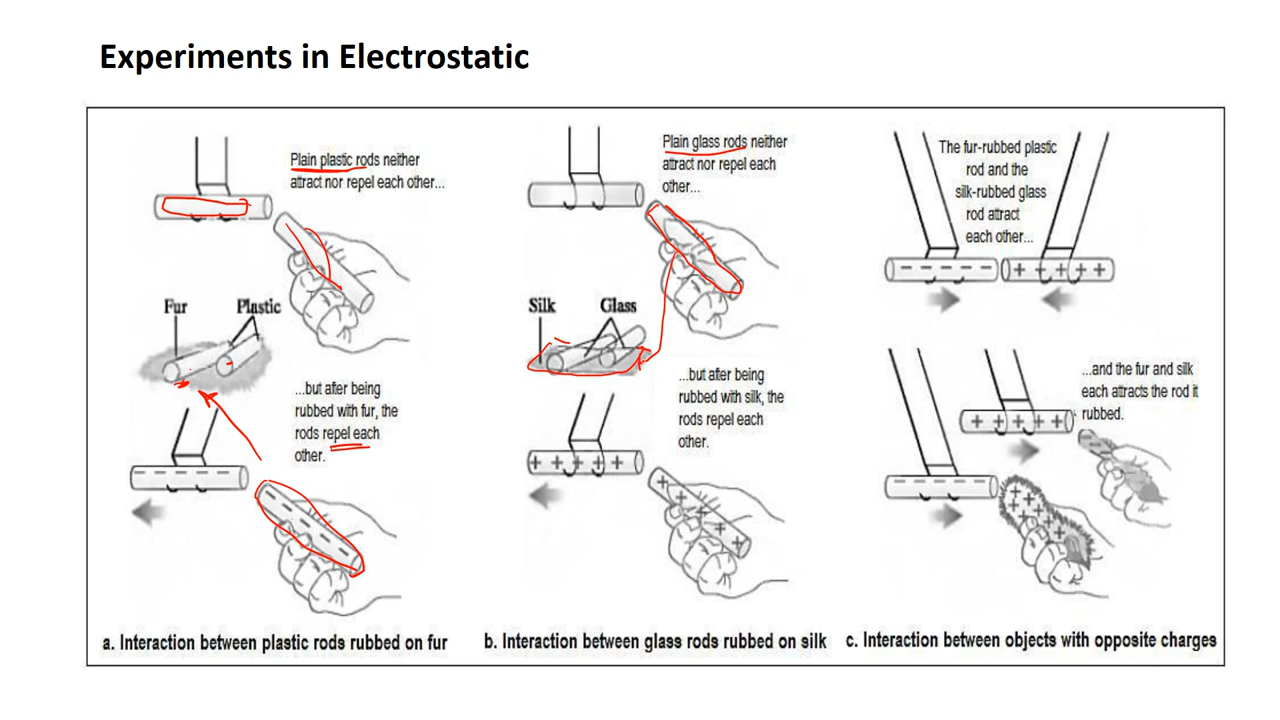 Experiments in Electrostatic
Plain plastic rods neither
attract nor repel each other...
Fur
Plastic
...but after being
rubbed with fur, the
rods repel each
other.
a. Interaction between plastic rods rubbed on fur
Plain glass rods neither
attract nor repel each
other...
Silk
Glass
...but after being
rubbed with silk, the
rods repel each
other.
b. Interaction between glass rods rubbed on silk
The fur-rubbed plastic
rod and the
silk-rubbed glass
rod attract
each other...
...and the fur and silk
each attracts the rod it
rubbed.
c. Interaction between objects with opposite charges